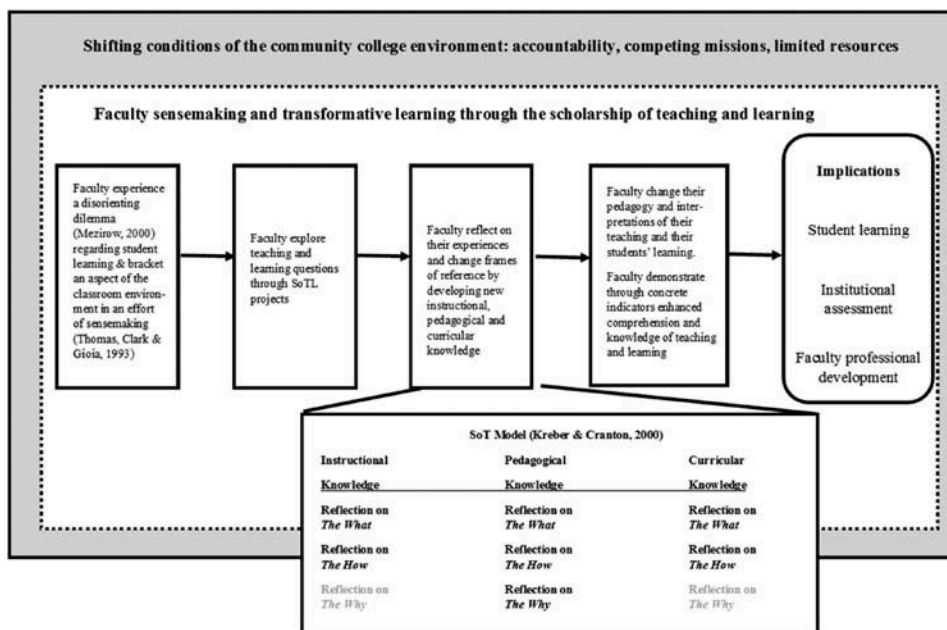 Shifting conditions of the community college environment: accountability, competing missions, limited resources
Faculty sensemaking and transformative learning through the scholarship of teaching and learning
Faculty experience
a disorienting
dilemma
(Mezirow, 2000)
regarding student
learning & bracket
an aspect of the
classroom environ-
ment in an effort
of sensemaking
(Thomas, Clark &
Gioia, 1993)
Faculty explore
teaching and
learning questions
through SoTL
projects
Faculty reflect on
their experiences
and change frames
of reference by
developing new
instructional,
pedagogical and
curricular
knowledge
Faculty change their
pedagogy and inter-
pretations of their
teaching and their
students' learning.
Faculty demonstrate
through concrete
indicators enhanced
comprehension and
knowledge of teaching
and learning
Implications
Student learning
Institutional
assessment
Faculty professional
development
SoT Model (Kreber & Cranton, 2000)
Instructional Pedagogical Curricular
Knowledge Knowledge Knowledge
Reflection on Reflection on Reflection on
The What The What The What
Reflection on Reflection on Reflection on
The How The How The How
Reflection on Reflection on Reflection on
The Why The Why The Why